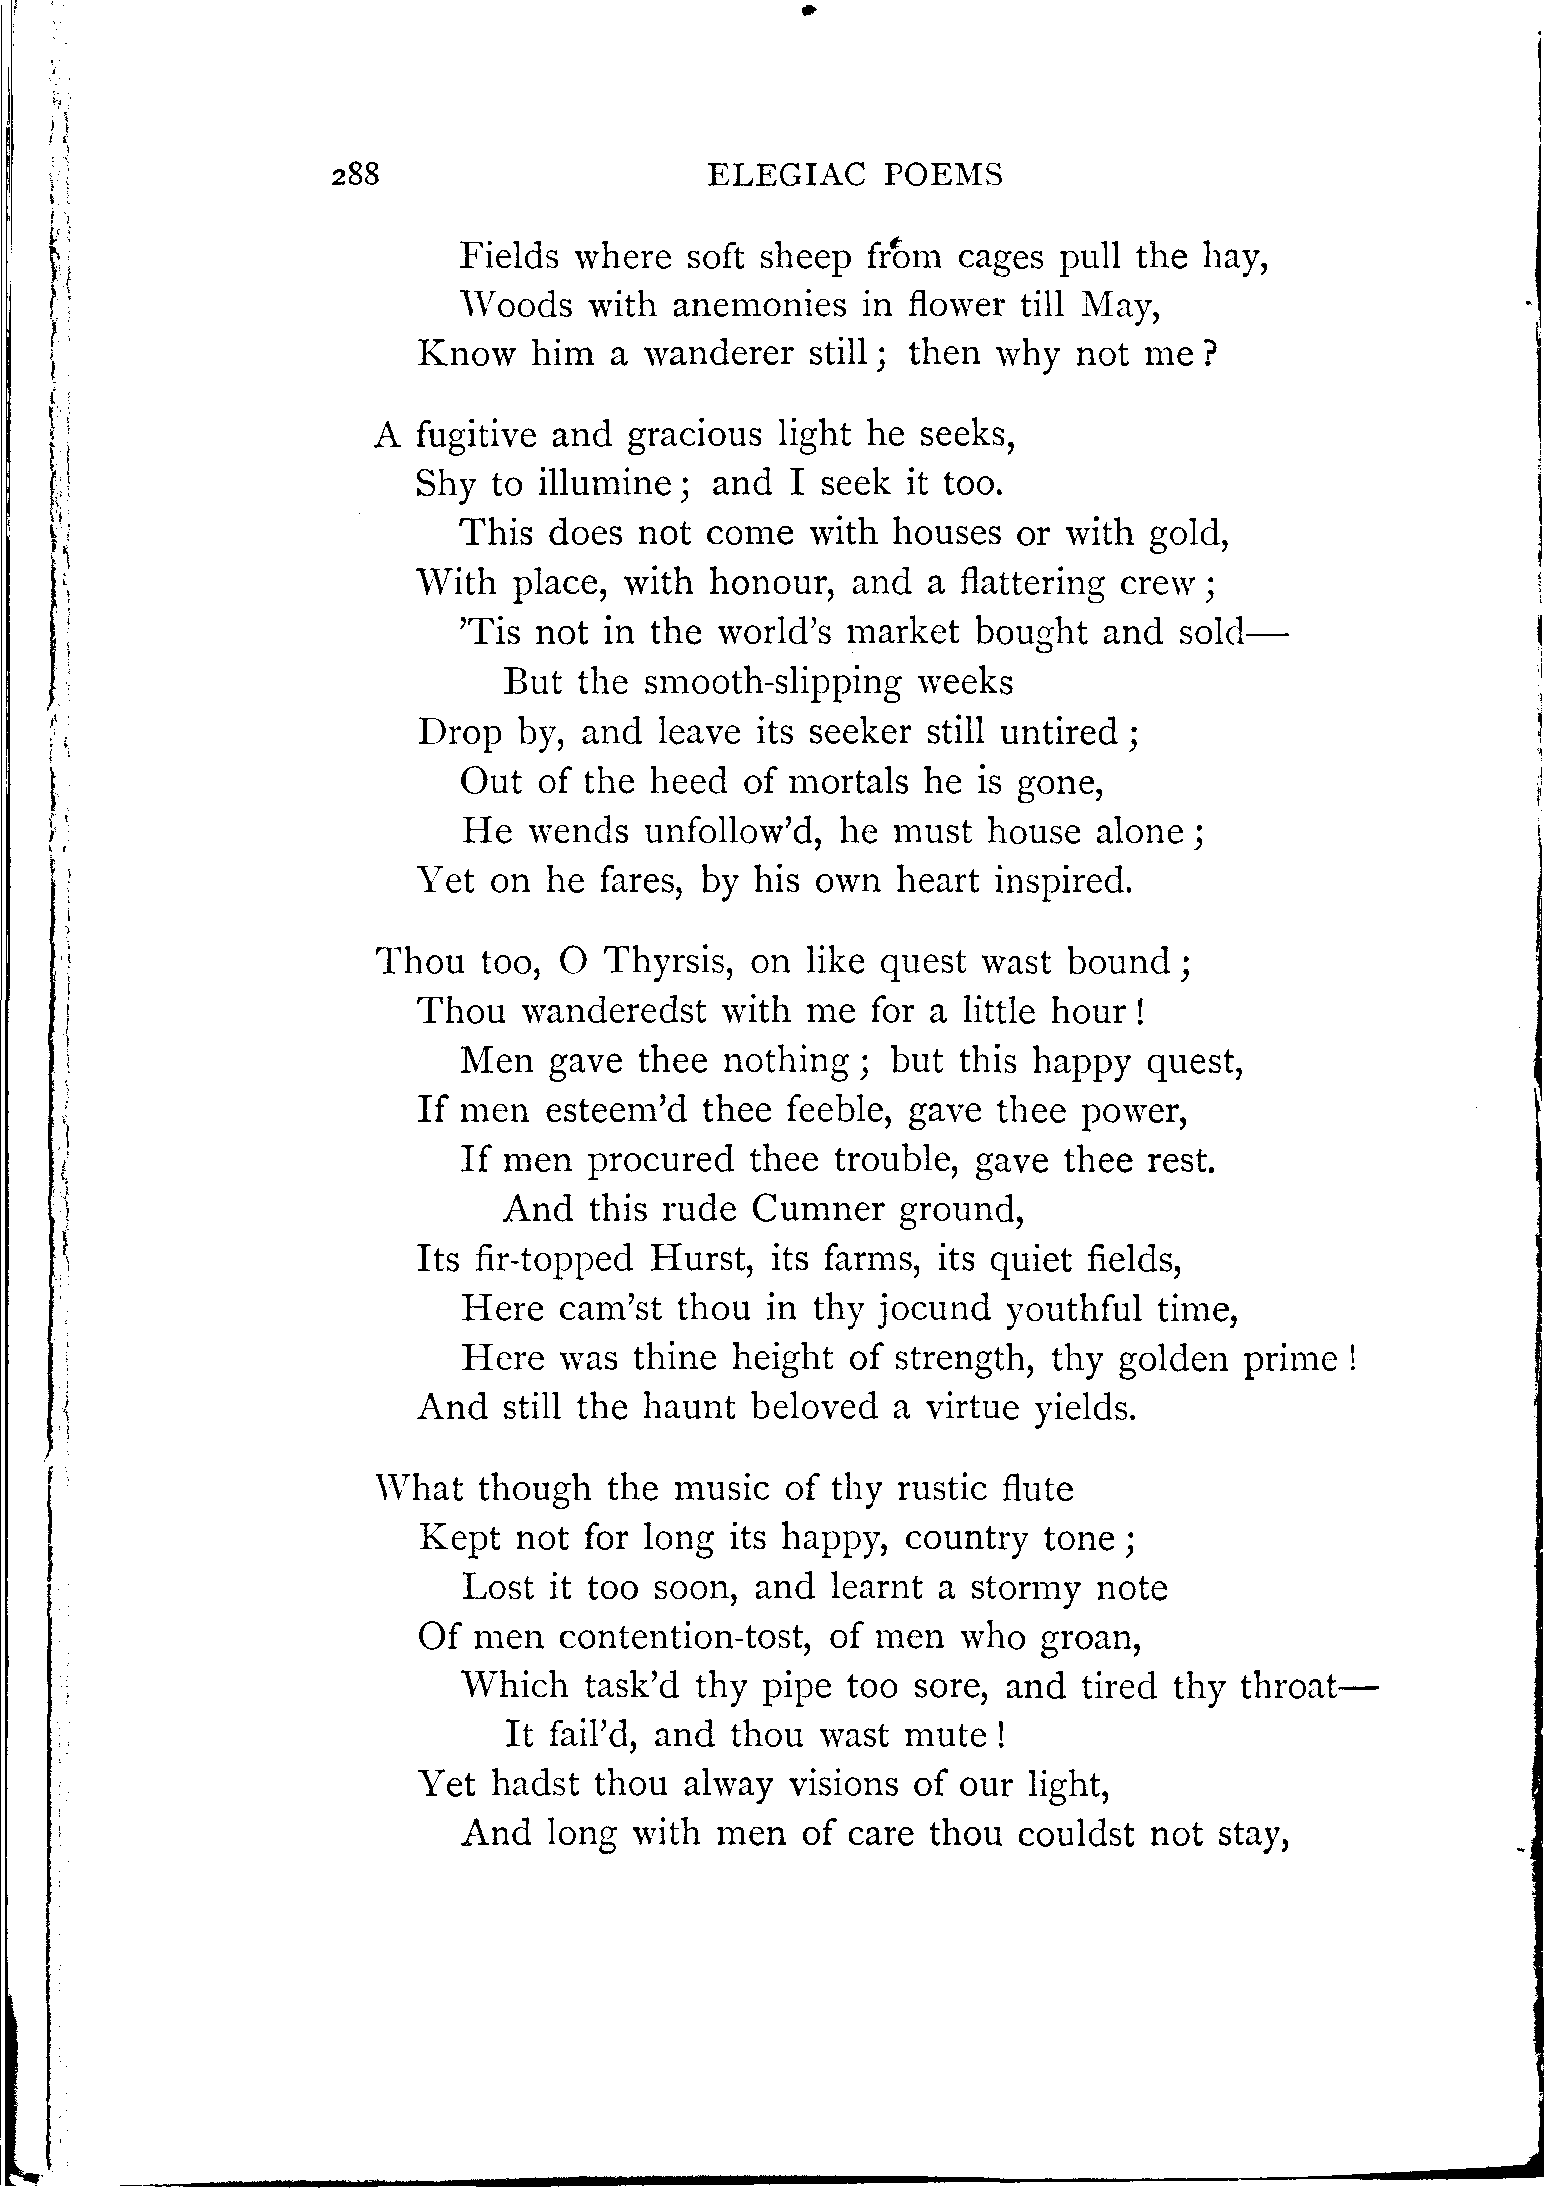 288 ELEGIAC POEMS
Fields where soft sheep from cages pull the hay,
Woods with anemonies in flower till May,
Know him a wanderer still; then why not me?
A fugitive and gracious light he seeks,
Shy to illumine; and I seek it too.
This does not come with houses or with gold,
With place, with honour, and a flattering crew;
'Tis not in the world's market bought and sold—
But the smooth-slipping weeks
Drop by, and leave its seeker still untired;
Out of the heed of mortals he is gone,
He wends unfollow'd, he must house alone;
Yet on he fares, by his own heart inspired.
Thou too, O Thyrsis, on like quest wast bound;
Thou wanderedst with me for a little hour!
Men gave thee nothing; but this happy quest,
If men esteem'd thee feeble, gave thee power,
If men procured thee trouble, gave thee rest.
And this rude Cumner ground,
Its fir-topped Hurst, its farms, its quiet fields,
Here cam'st thou in thy jocund youthful time,
Here was thine height of strength, thy golden prime!
And still the haunt beloved a virtue yields.
What though the music of thy rustic flute
Kept not for long its happy, country tone;
Lost it too soon, and learnt a stormy note
Of men contention-tost, of men who groan,
Which task'd thy pipe too sore, and tired thy throat—
It fail'd, and thou wast mute!
Yet hadst thou alway visions of our light,
And long with men of care thou couldst not stay,